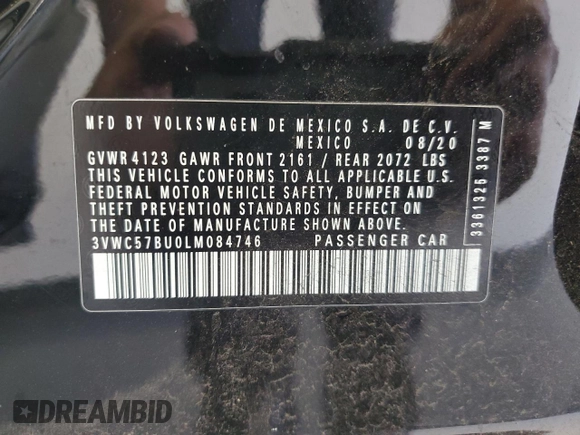 MFD BY VOLKSWAGEN DE MEXICO S.A. DE C.V.
MEXICO 08/20
GVWR 4123 GAWR FRONT 2161 / REAR 2072 LBS
THIS VEHICLE CONFORMS TO ALL APPLICABLE U.S.
FEDERAL MOTOR VEHICLE SAFETY, BUMPER AND
THEFT PREVENTION STANDARDS IN EFFECT ON
THE DATE OF MANUFACTURE SHOWN ABOVE.
3VWC57BU0LM084746 PASSENGER CAR
3361326 3387 M
DREAMBID